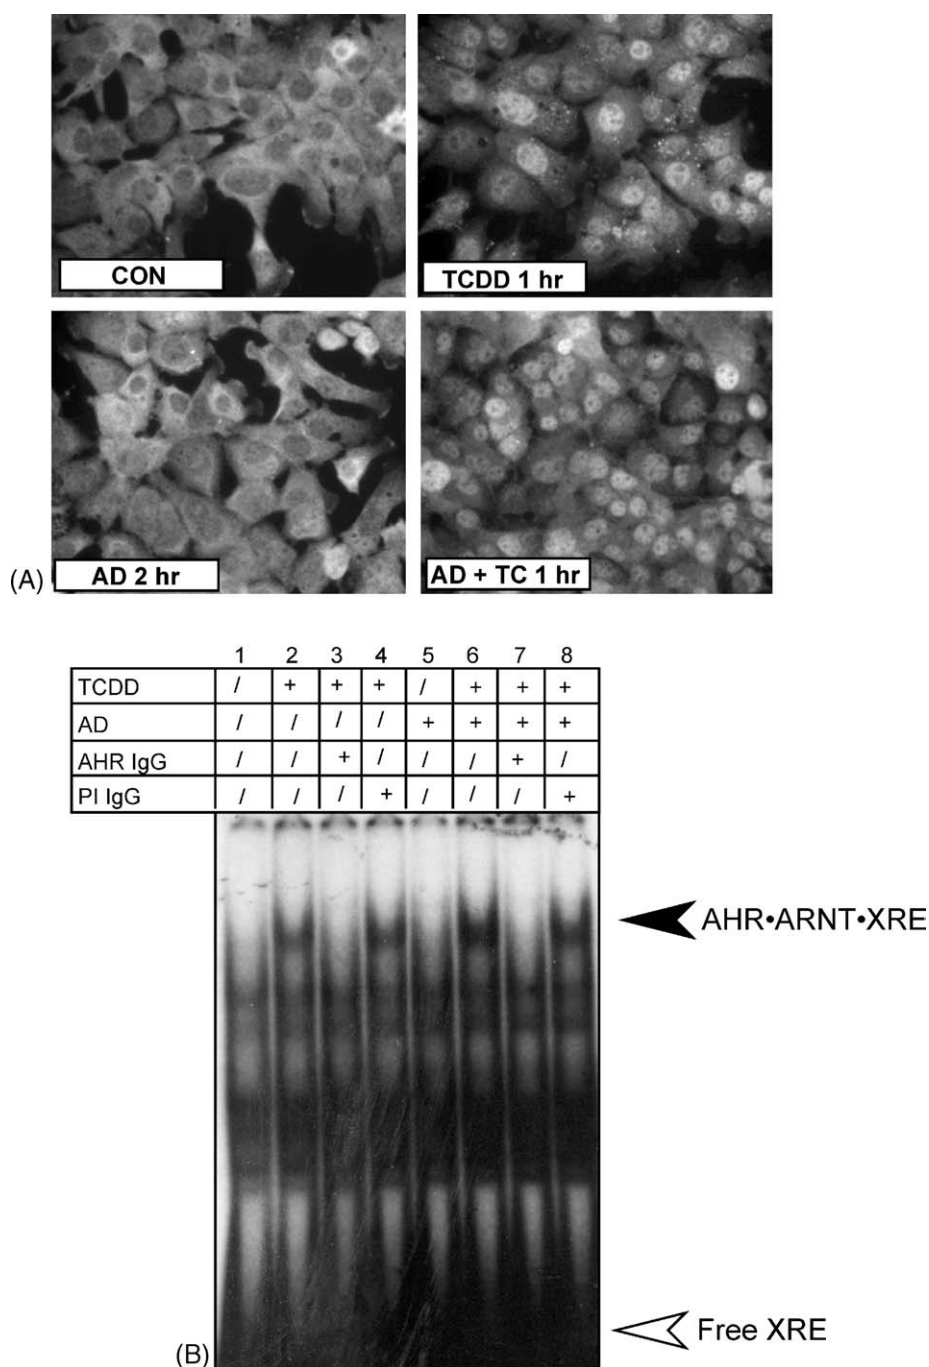 CON
TCDD 1 hr
AD 2 hr
AD + TC 1 hr
(A)
1 2 3 4 5 6 7 8
TCDD / + + + / + + +
AD / / / / + + + +
AHR IgG / / + / / / + /
PI IgG / / / + / / / +
AHR•ARNT•XRE
Free XRE
(B)